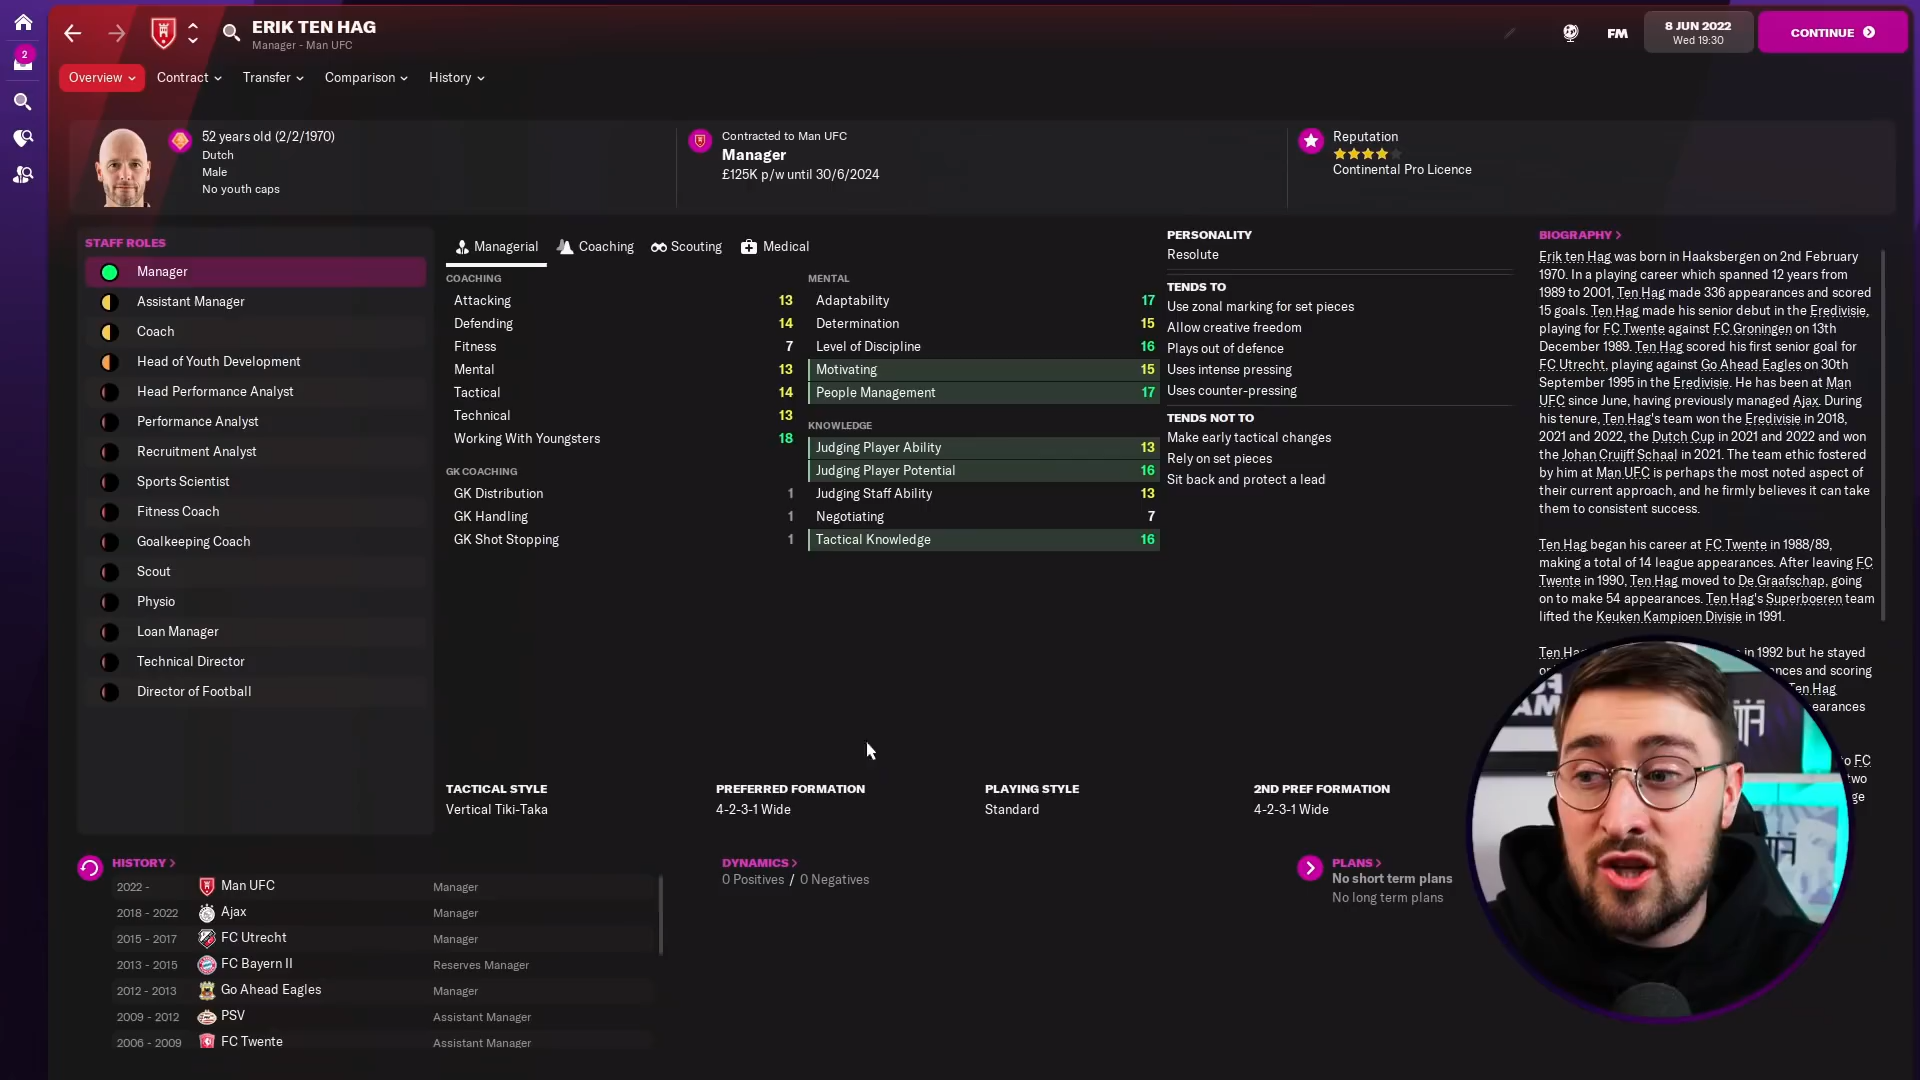 2
ERIK TEN HAG
Manager - Man UFC
FM
8 JUN 2022
Wed 19:30
CONTINUE
Overview
Contract
Transfer
Comparison
History
52 years old (2/2/1970)
Dutch
Male
No youth caps
Contracted to Man UFC
Manager
£125K p/w until 30/6/2024
Reputation
Continental Pro Licence
STAFF ROLES
Manager
Assistant Manager
Coach
Head of Youth Development
Head Performance Analyst
Performance Analyst
Recruitment Analyst
Sports Scientist
Fitness Coach
Goalkeeping Coach
Scout
Physio
Loan Manager
Technical Director
Director of Football
Managerial
Coaching
Scouting
Medical
COACHING
Attacking 13
Defending 14
Fitness 7
Mental 13
Tactical 14
Technical 13
Working With Youngsters 18
GK COACHING
GK Distribution 1
GK Handling 1
GK Shot Stopping 1
MENTAL
Adaptability 17
Determination 15
Level of Discipline 16
Motivating 15
People Management 17
KNOWLEDGE
Judging Player Ability 13
Judging Player Potential 16
Judging Staff Ability 13
Negotiating 7
Tactical Knowledge 16
PERSONALITY
Resolute
TENDS TO
Use zonal marking for set pieces
Allow creative freedom
Plays out of defence
Uses intense pressing
Uses counter-pressing
TENDS NOT TO
Make early tactical changes
Rely on set pieces
Sit back and protect a lead
BIOGRAPHY >
Erik ten Hag was born in Haaksbergen on 2nd February
1970. In a playing career which spanned 12 years from
1989 to 2001, Ten Hag made 336 appearances and scored
15 goals. Ten Hag made his senior debut in the Eredivisie,
playing for FC Twente against FC Groningen on 13th
December 1989. Ten Hag scored his first senior goal for
FC Utrecht, playing against Go Ahead Eagles on 30th
September 1995 in the Eredivisie. He has been at Man
UFC since June, having previously managed Ajax. During
his tenure, Ten Hag's team won the Eredivisie in 2018,
2021 and 2022, the Dutch Cup in 2021 and 2022 and won
the Johan Cruijff Schaal in 2021. The team ethic fostered
by him at Man UFC is perhaps the most noted aspect of
their current approach, and he firmly believes it can take
them to consistent success.
Ten Hag began his career at FC Twente in 1988/89,
making a total of 14 league appearances. After leaving FC
Twente in 1990, Ten Hag moved to De Graafschap, going
on to make 54 appearances. Ten Hag's Superboeren team
lifted the Keuken Kampioen Divisie in 1991.
Ten Ha
in 1992 but he stayed
nces and scoring
Ten Hag
earances
to FC
two
TACTICAL STYLE
Vertical Tiki-Taka
PREFERRED FORMATION
4-2-3-1 Wide
PLAYING STYLE
Standard
2ND PREF FORMATION
4-2-3-1 Wide
HISTORY >
2022 - Man UFC Manager
2018 - 2022 Ajax Manager
2015 - 2017 FC Utrecht Manager
2013 - 2015 FC Bayern II Reserves Manager
2012 - 2013 Go Ahead Eagles Manager
2009 - 2012 PSV Assistant Manager
2006 - 2009 FC Twente Assistant Manager
DYNAMICS >
0 Positives / 0 Negatives
PLANS >
No short term plans
No long term plans